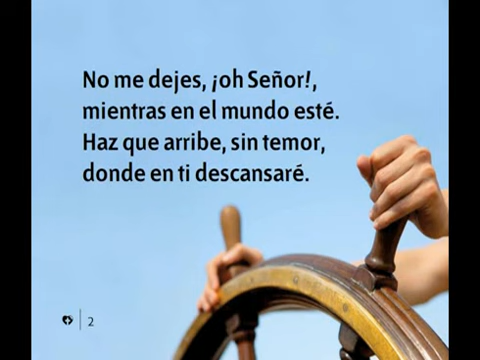 No me dejes, ¡oh Señor!,
mientras en el mundo esté.
Haz que arribe, sin temor,
donde en ti descansaré.
2